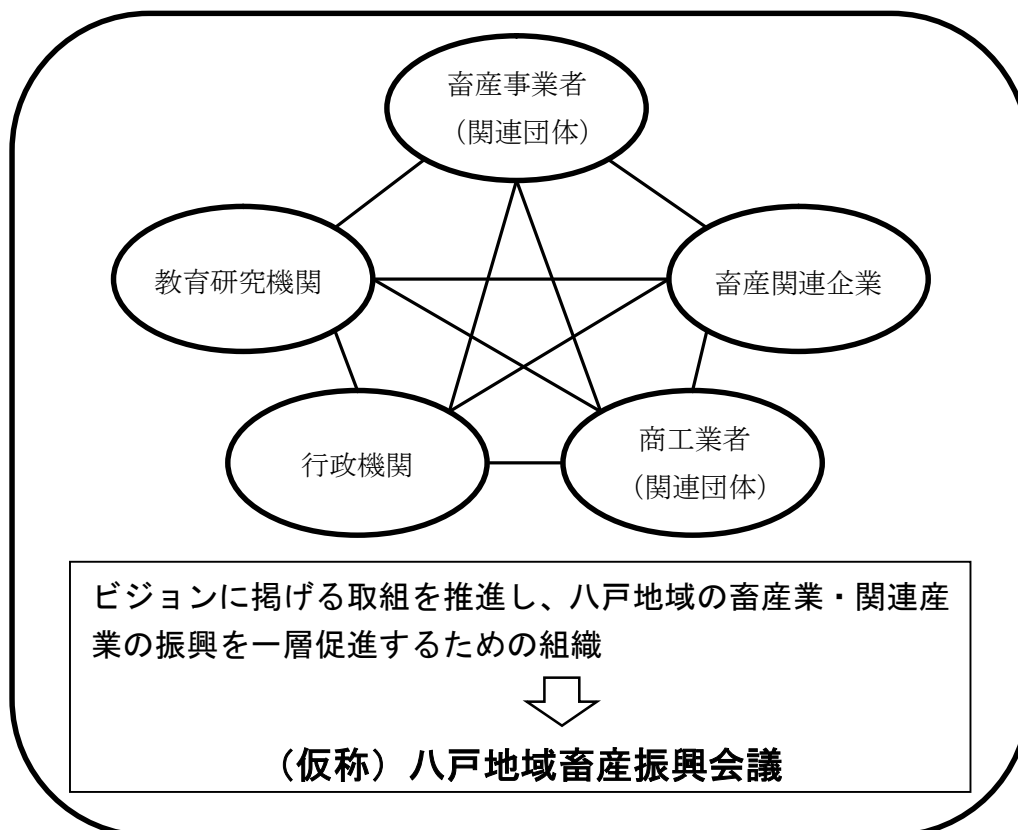 畜産事業者
（関連団体）
教育研究機関
畜産関連企業
行政機関
商工業者
（関連団体）
ビジョンに掲げる取組を推進し、八戸地域の畜産業・関連産
業の振興を一層促進するための組織
（仮称）八戸地域畜産振興会議